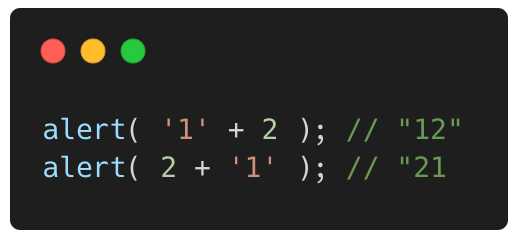 alert( '1' + 2 ); // "12"
alert( 2 + '1' ); // "21